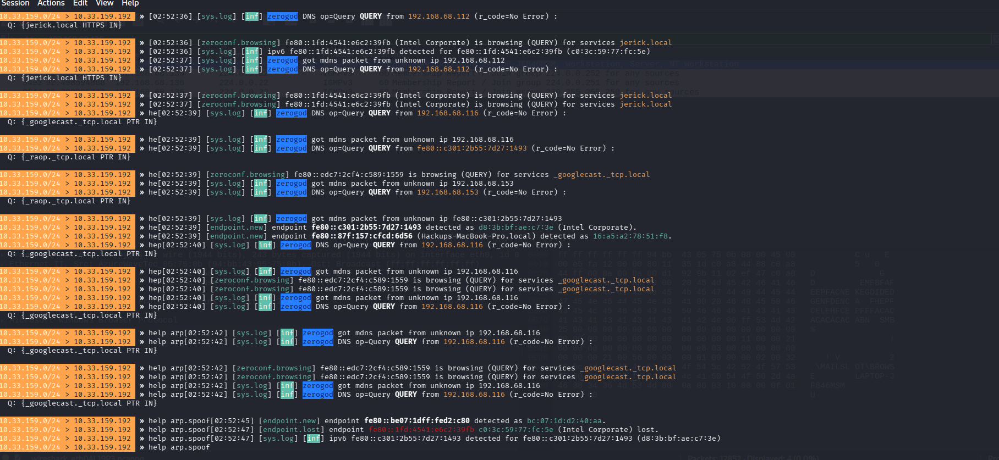 Session Actions Edit View Help
10.33.159.0/24 > 10.33.159.192 » [02:52:36] [sys.log] [inf] zerogod DNS op=Query QUERY from 192.168.68.112 (r_code=No Error) :
Q: {jerick.local HTTPS IN}
10.33.159.0/24 > 10.33.159.192 » [02:52:36] [zeroconf.browsing] fe80::1fd:4541:e6c2:39fb (Intel Corporate) is browsing (QUERY) for services jerick.local
10.33.159.0/24 > 10.33.159.192 » [02:52:36] [sys.log] [inf] ipv6 fe80::1fd:4541:e6c2:39fb detected for fe80::1fd:4541:e6c2:39fb (c0:3c:59:77:fc:5e)
10.33.159.0/24 > 10.33.159.192 » [02:52:37] [sys.log] [inf] zerogod got mdns packet from unknown ip 192.168.68.112
10.33.159.0/24 > 10.33.159.192 » [02:52:37] [sys.log] [inf] zerogod DNS op=Query QUERY from 192.168.68.112 (r_code=No Error) :
Q: {jerick.local HTTPS IN}
10.33.159.0/24 > 10.33.159.192 » [02:52:37] [zeroconf.browsing] fe80::1fd:4541:e6c2:39fb (Intel Corporate) is browsing (QUERY) for services jerick.local
10.33.159.0/24 > 10.33.159.192 » [02:52:37] [zeroconf.browsing] fe80::1fd:4541:e6c2:39fb (Intel Corporate) is browsing (QUERY) for services jerick.local
10.33.159.0/24 > 10.33.159.192 » he[02:52:39] [sys.log] [inf] zerogod DNS op=Query QUERY from 192.168.68.116 (r_code=No Error) :
Q: {_googlecast._tcp.local PTR IN}
10.33.159.0/24 > 10.33.159.192 » he[02:52:39] [sys.log] [inf] zerogod got mdns packet from unknown ip 192.168.68.116
10.33.159.0/24 > 10.33.159.192 » he[02:52:39] [sys.log] [inf] zerogod DNS op=Query QUERY from fe80::c301:2b55:7d27:1493 (r_code=No Error) :
Q: {_raop._tcp.local PTR IN}
10.33.159.0/24 > 10.33.159.192 » he[02:52:39] [zeroconf.browsing] fe80::edc7:2cf4:c589:1559 is browsing (QUERY) for services _googlecast._tcp.local
10.33.159.0/24 > 10.33.159.192 » he[02:52:39] [sys.log] [inf] zerogod got mdns packet from unknown ip 192.168.68.153
10.33.159.0/24 > 10.33.159.192 » he[02:52:39] [sys.log] [inf] zerogod DNS op=Query QUERY from 192.168.68.153 (r_code=No Error) :
Q: {_raop._tcp.local PTR IN}
10.33.159.0/24 > 10.33.159.192 » he[02:52:39] [sys.log] [inf] zerogod got mdns packet from unknown ip fe80::c301:2b55:7d27:1493
10.33.159.0/24 > 10.33.159.192 » he[02:52:39] [endpoint.new] endpoint fe80::c301:2b55:7d27:1493 detected as d8:3b:bf:ae:c7:3e (Intel Corporate).
10.33.159.0/24 > 10.33.159.192 » he[02:52:39] [endpoint.new] endpoint fe80::87f:157:cfcd:6d56 (Hackups-MacBook-Pro.local) detected as 16:a5:a2:78:51:f8.
10.33.159.0/24 > 10.33.159.192 » hep[02:52:40] [sys.log] [inf] zerogod DNS op=Query QUERY from 192.168.68.116 (r_code=No Error) :
Q: {_googlecast._tcp.local PTR IN}
10.33.159.0/24 > 10.33.159.192 » hep[02:52:40] [sys.log] [inf] zerogod got mdns packet from unknown ip 192.168.68.116
10.33.159.0/24 > 10.33.159.192 » hep[02:52:40] [zeroconf.browsing] fe80::edc7:2cf4:c589:1559 is browsing (QUERY) for services _googlecast._tcp.local
10.33.159.0/24 > 10.33.159.192 » hep[02:52:40] [zeroconf.browsing] fe80::edc7:2cf4:c589:1559 is browsing (QUERY) for services _googlecast._tcp.local
10.33.159.0/24 > 10.33.159.192 » hep[02:52:40] [sys.log] [inf] zerogod got mdns packet from unknown ip 192.168.68.116
10.33.159.0/24 > 10.33.159.192 » hep[02:52:40] [sys.log] [inf] zerogod DNS op=Query QUERY from 192.168.68.116 (r_code=No Error) :
Q: {_googlecast._tcp.local PTR IN}
10.33.159.0/24 > 10.33.159.192 » help arp[02:52:42] [sys.log] [inf] zerogod got mdns packet from unknown ip 192.168.68.116
10.33.159.0/24 > 10.33.159.192 » help arp[02:52:42] [sys.log] [inf] zerogod DNS op=Query QUERY from 192.168.68.116 (r_code=No Error) :
Q: {_googlecast._tcp.local PTR IN}
10.33.159.0/24 > 10.33.159.192 » help arp[02:52:42] [zeroconf.browsing] fe80::edc7:2cf4:c589:1559 is browsing (QUERY) for services _googlecast._tcp.local
10.33.159.0/24 > 10.33.159.192 » help arp[02:52:42] [zeroconf.browsing] fe80::edc7:2cf4:c589:1559 is browsing (QUERY) for services _googlecast._tcp.local
10.33.159.0/24 > 10.33.159.192 » help arp[02:52:42] [sys.log] [inf] zerogod got mdns packet from unknown ip 192.168.68.116
10.33.159.0/24 > 10.33.159.192 » help arp[02:52:42] [sys.log] [inf] zerogod DNS op=Query QUERY from 192.168.68.116 (r_code=No Error) :
Q: {_googlecast._tcp.local PTR IN}
10.33.159.0/24 > 10.33.159.192 » help arp.spoof[02:52:45] [endpoint.new] endpoint fe80::be07:1dff:fed2:c80 detected as bc:07:1d:d2:40:aa.
10.33.159.0/24 > 10.33.159.192 » help arp.spoof[02:52:47] [endpoint.lost] endpoint fe80::1fd:4541:e6c2:39fb c0:3c:59:77:fc:5e (Intel Corporate) lost.
10.33.159.0/24 > 10.33.159.192 » help arp.spoof[02:52:47] [sys.log] [inf] ipv6 fe80::c301:2b55:7d27:1493 detected for fe80::c301:2b55:7d27:1493 (d8:3b:bf:ae:c7:3e)
10.33.159.0/24 > 10.33.159.192 » help arp.spoof